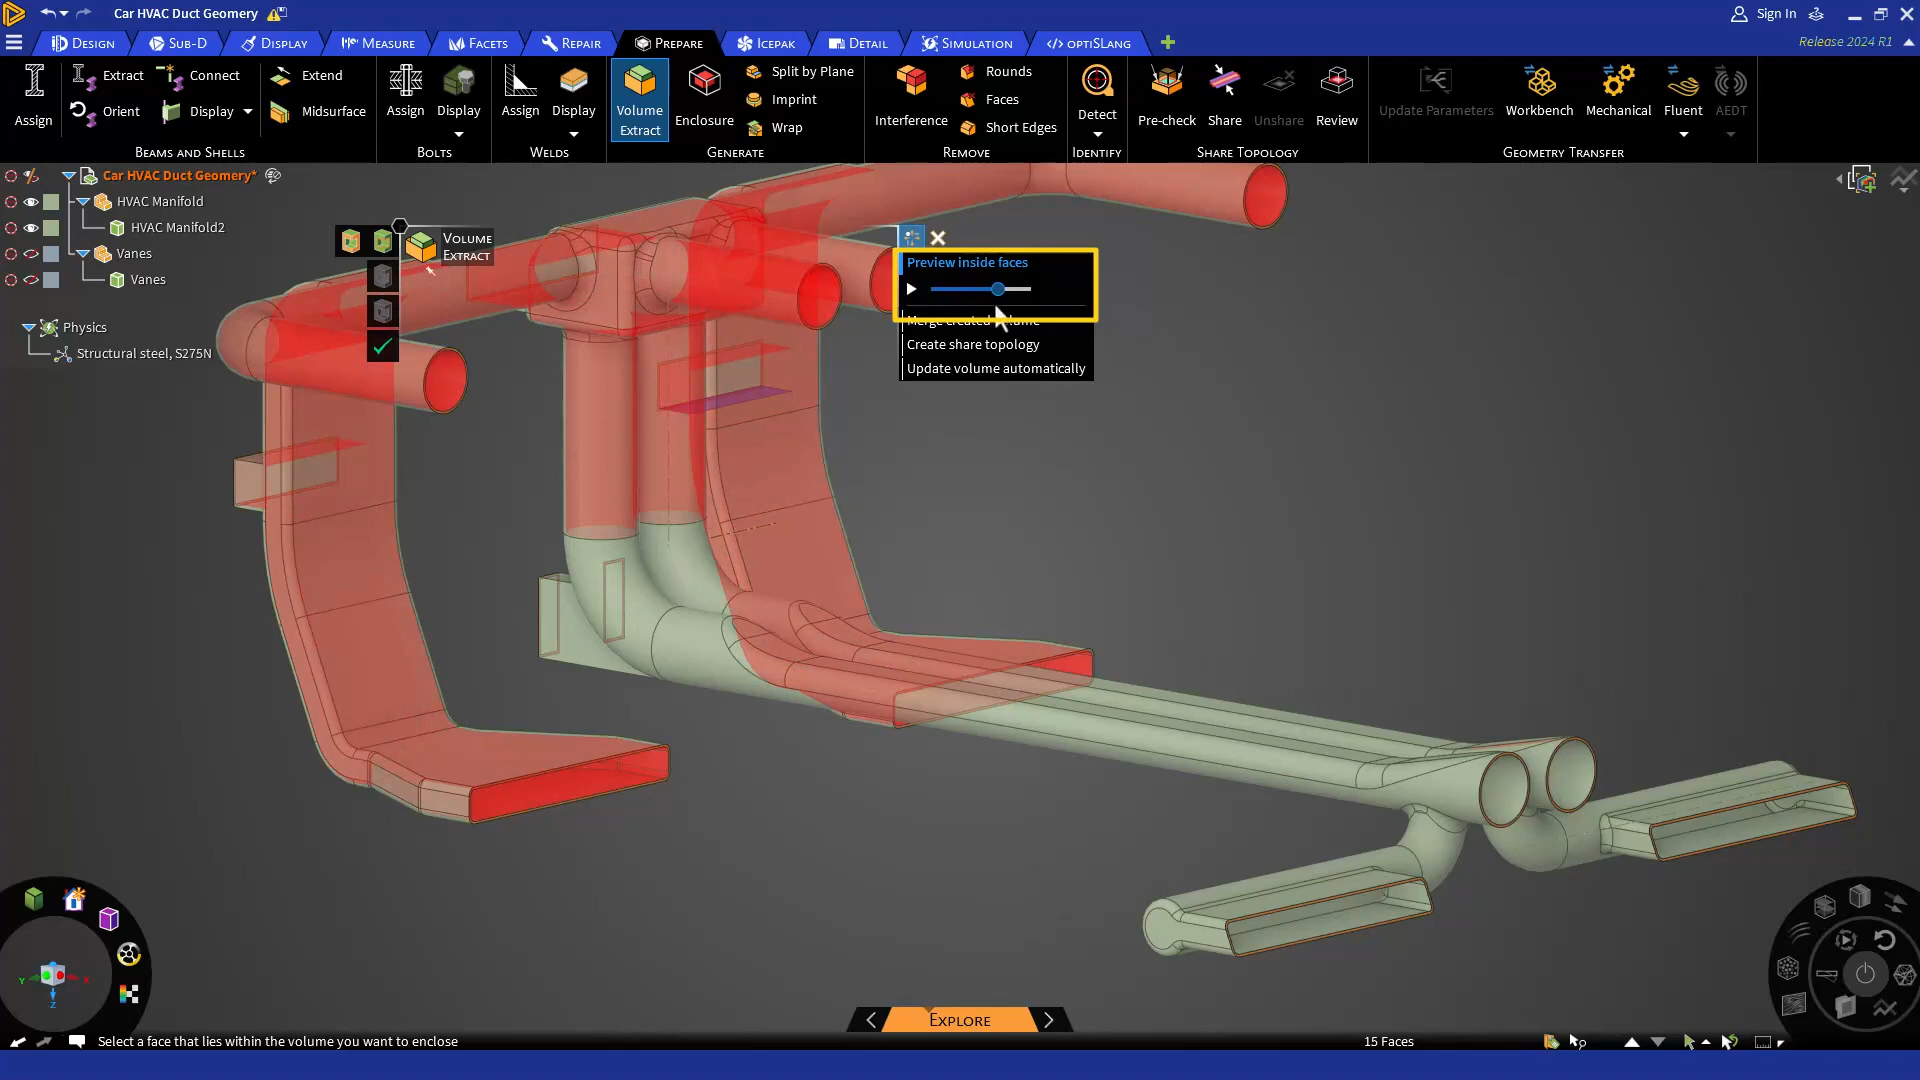 Car HVAC Duct Geometry
Sign In
DESIGN
SUB-D
DISPLAY
MEASURE
FACETS
REPAIR
PREPARE
ICEPAK
DETAIL
SIMULATION
OPTISLANG
Release 2024 R1
Assign
Extract
Connect
Orient
Display
Extend
Midsurface
BEAMS AND SHELLS
Assign
Display
BOLTS
Assign
Display
WELDS
Volume
Extract
Enclosure
Split by Plane
Imprint
Wrap
GENERATE
Interference
Rounds
Faces
Short Edges
REMOVE
Detect
IDENTIFY
Pre-check
Share
Unshare
Review
SHARE TOPOLOGY
Update Parameters
Workbench
Mechanical
Fluent
AEDT
GEOMETRY TRANSFER
Car HVAC Duct Geometry*
HVAC Manifold
HVAC Manifold2
Vanes
Vanes
Physics
Structural steel, S275N
VOLUME
EXTRACT
Preview inside faces
Merge created volume
Create share topology
Update volume automatically
Y
X
Z
EXPLORE
Select a face that lies within the volume you want to enclose
15 Faces